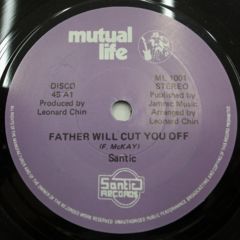 mutual
life
DISCO
45 A1
Produced by
Leonard Chin
ML 1001
STEREO
Published by
Jammic Music
Arranged by
Leonard Chin
FATHER WILL CUT YOU OFF
(F. McKAY)
Santic
Santic
RECORDS